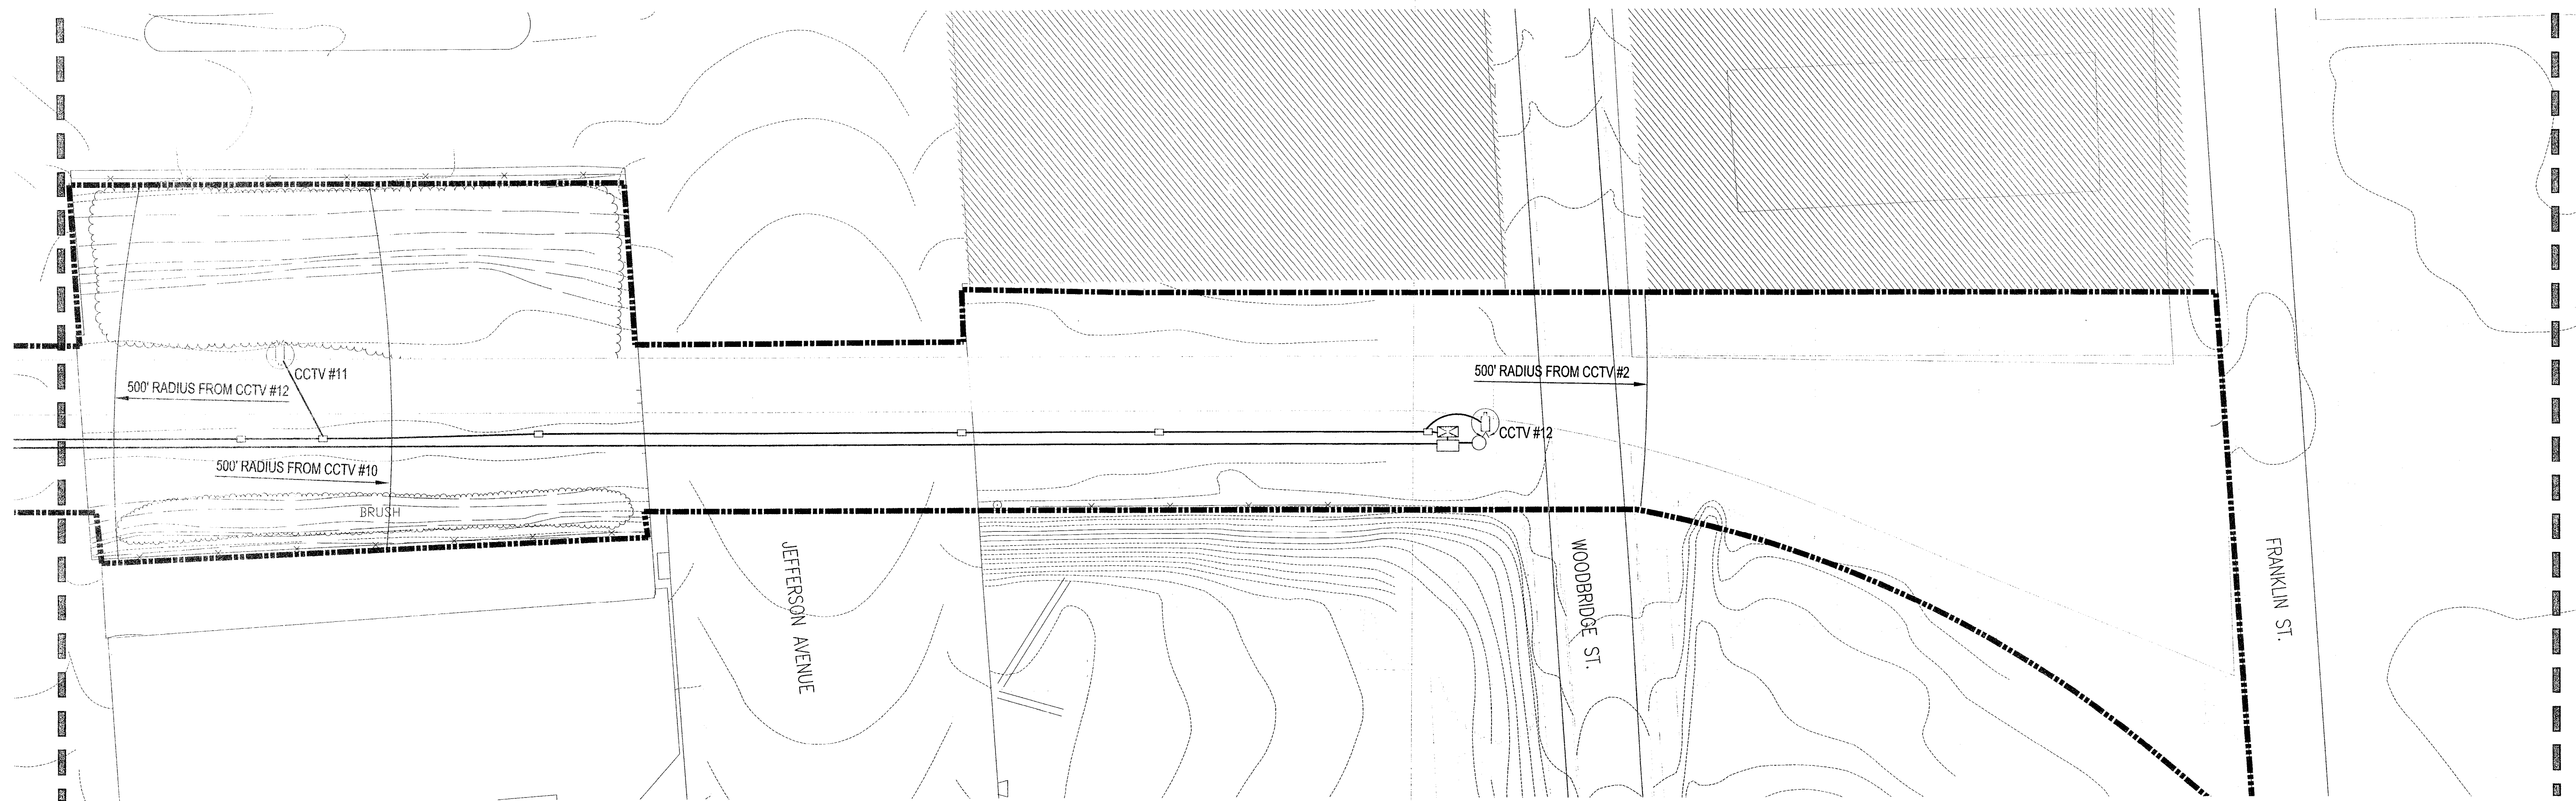 CCTV #11
500' RADIUS FROM CCTV #12
500' RADIUS FROM CCTV #2
CCTV #12
500' RADIUS FROM CCTV #10
BRUSH
JEFFERSON AVENUE
WOODBRIDGE ST.
FRANKLIN ST.